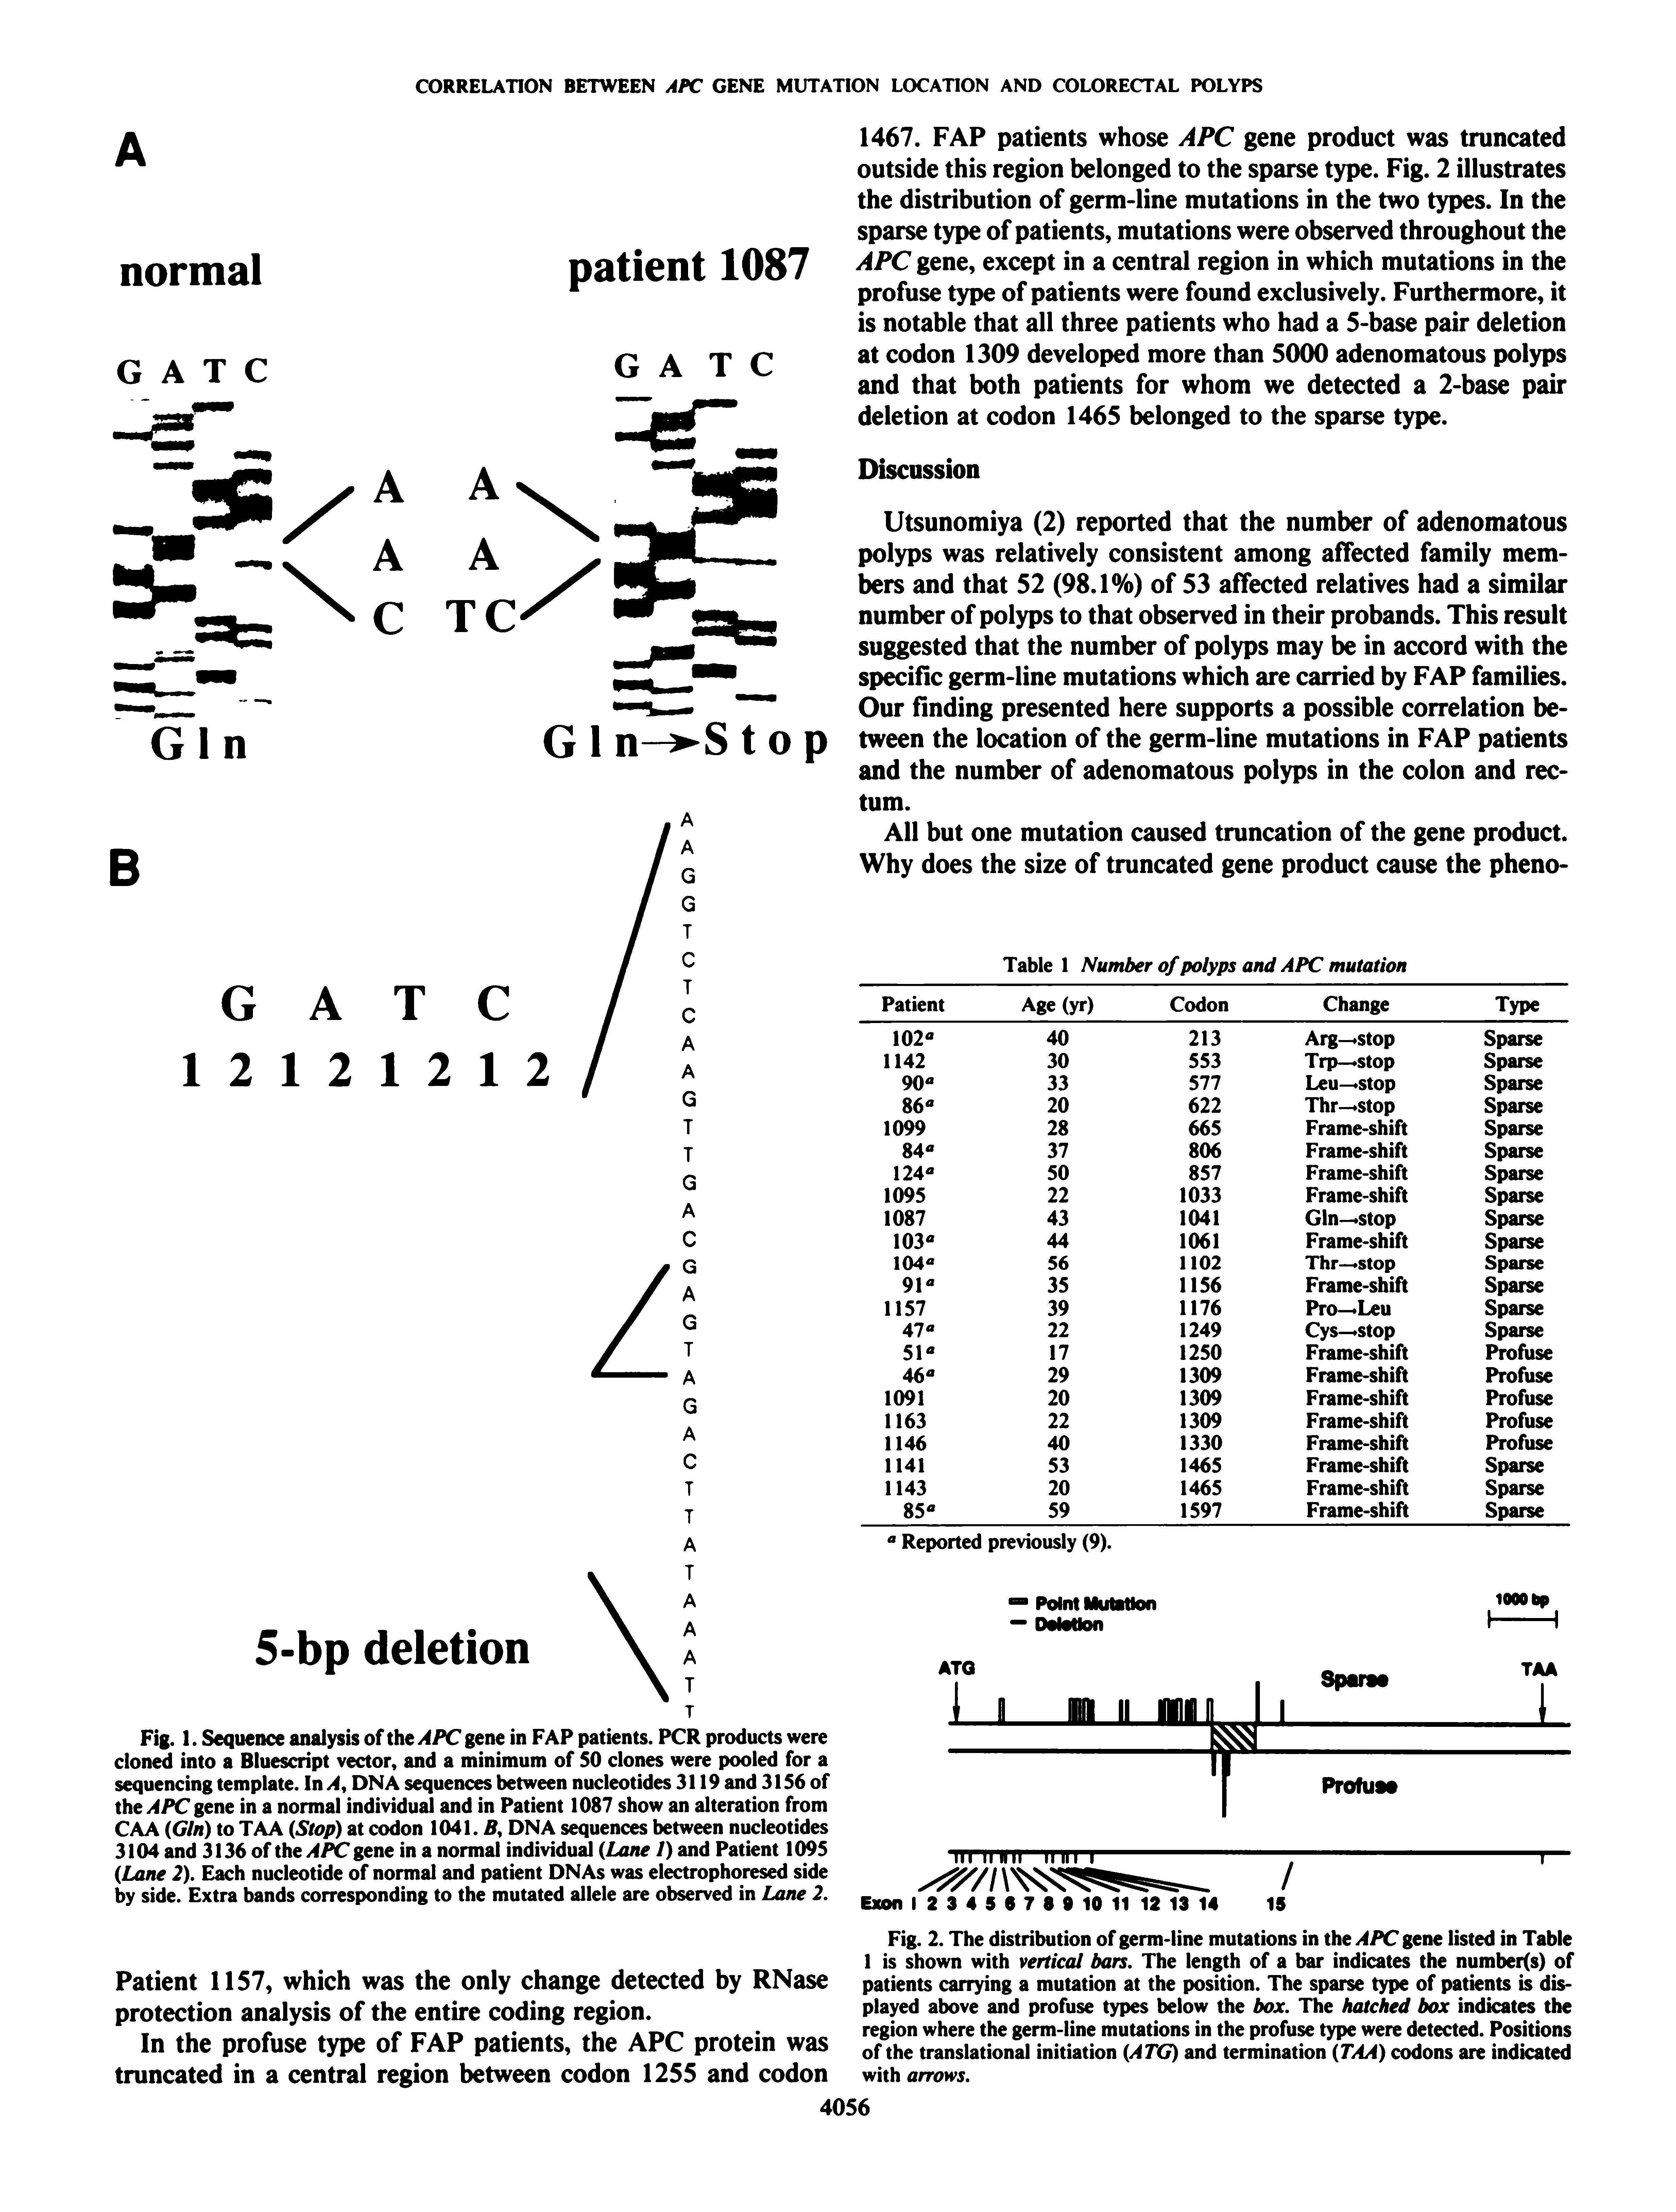 CORRELATION BETWEEN APC GENE MUTATION LOCATION AND COLORECTAL POLYPS
A
normal
patient 1087
G A T C
G A T C
A A
A A
C TC
Gln
Gln→Stop
B
G A T C
1 2 1 2 1 2 1 2
A
A
G
G
T
C
T
C
A
A
G
T
T
G
A
C
G
A
G
T
A
G
A
C
T
T
A
T
A
A
A
T
T
5-bp deletion
Fig. 1. Sequence analysis of the APC gene in FAP patients. PCR products were
cloned into a Bluescript vector, and a minimum of 50 clones were pooled for a
sequencing template. In A, DNA sequences between nucleotides 3119 and 3156 of
the APC gene in a normal individual and in Patient 1087 show an alteration from
CAA (Gln) to TAA (Stop) at codon 1041. B, DNA sequences between nucleotides
3104 and 3136 of the APC gene in a normal individual (Lane 1) and Patient 1095
(Lane 2). Each nucleotide of normal and patient DNAs was electrophoresed side
by side. Extra bands corresponding to the mutated allele are observed in Lane 2.
Patient 1157, which was the only change detected by RNase
protection analysis of the entire coding region.
In the profuse type of FAP patients, the APC protein was
truncated in a central region between codon 1255 and codon
1467. FAP patients whose APC gene product was truncated
outside this region belonged to the sparse type. Fig. 2 illustrates
the distribution of germ-line mutations in the two types. In the
sparse type of patients, mutations were observed throughout the
APC gene, except in a central region in which mutations in the
profuse type of patients were found exclusively. Furthermore, it
is notable that all three patients who had a 5-base pair deletion
at codon 1309 developed more than 5000 adenomatous polyps
and that both patients for whom we detected a 2-base pair
deletion at codon 1465 belonged to the sparse type.
Discussion
Utsunomiya (2) reported that the number of adenomatous
polyps was relatively consistent among affected family mem-
bers and that 52 (98.1%) of 53 affected relatives had a similar
number of polyps to that observed in their probands. This result
suggested that the number of polyps may be in accord with the
specific germ-line mutations which are carried by FAP families.
Our finding presented here supports a possible correlation be-
tween the location of the germ-line mutations in FAP patients
and the number of adenomatous polyps in the colon and rec-
tum.
All but one mutation caused truncation of the gene product.
Why does the size of truncated gene product cause the pheno-
Table 1 Number of polyps and APC mutation
Patient Age (yr) Codon Change Type
102a 40 213 Arg→stop Sparse
1142 30 553 Trp→stop Sparse
90a 33 577 Leu→stop Sparse
86a 20 622 Thr→stop Sparse
1099 28 665 Frame-shift Sparse
84a 37 806 Frame-shift Sparse
124a 50 857 Frame-shift Sparse
1095 22 1033 Frame-shift Sparse
1087 43 1041 Gln→stop Sparse
103a 44 1061 Frame-shift Sparse
104a 56 1102 Thr→stop Sparse
91a 35 1156 Frame-shift Sparse
1157 39 1176 Pro→Leu Sparse
47a 22 1249 Cys→stop Sparse
51a 17 1250 Frame-shift Profuse
46a 29 1309 Frame-shift Profuse
1091 20 1309 Frame-shift Profuse
1163 22 1309 Frame-shift Profuse
1146 40 1330 Frame-shift Profuse
1141 53 1465 Frame-shift Sparse
1143 20 1465 Frame-shift Sparse
85a 59 1597 Frame-shift Sparse
a Reported previously (9).
Point Mutation
Deletion
1000 bp
ATG
Sparse
TAA
Profuse
Exon 1 2 3 4 5 6 7 8 9 10 11 12 13 14 15
Fig. 2. The distribution of germ-line mutations in the APC gene listed in Table
1 is shown with vertical bars. The length of a bar indicates the number(s) of
patients carrying a mutation at the position. The sparse type of patients is dis-
played above and profuse types below the box. The hatched box indicates the
region where the germ-line mutations in the profuse type were detected. Positions
of the translational initiation (ATG) and termination (TAA) codons are indicated
with arrows.
4056